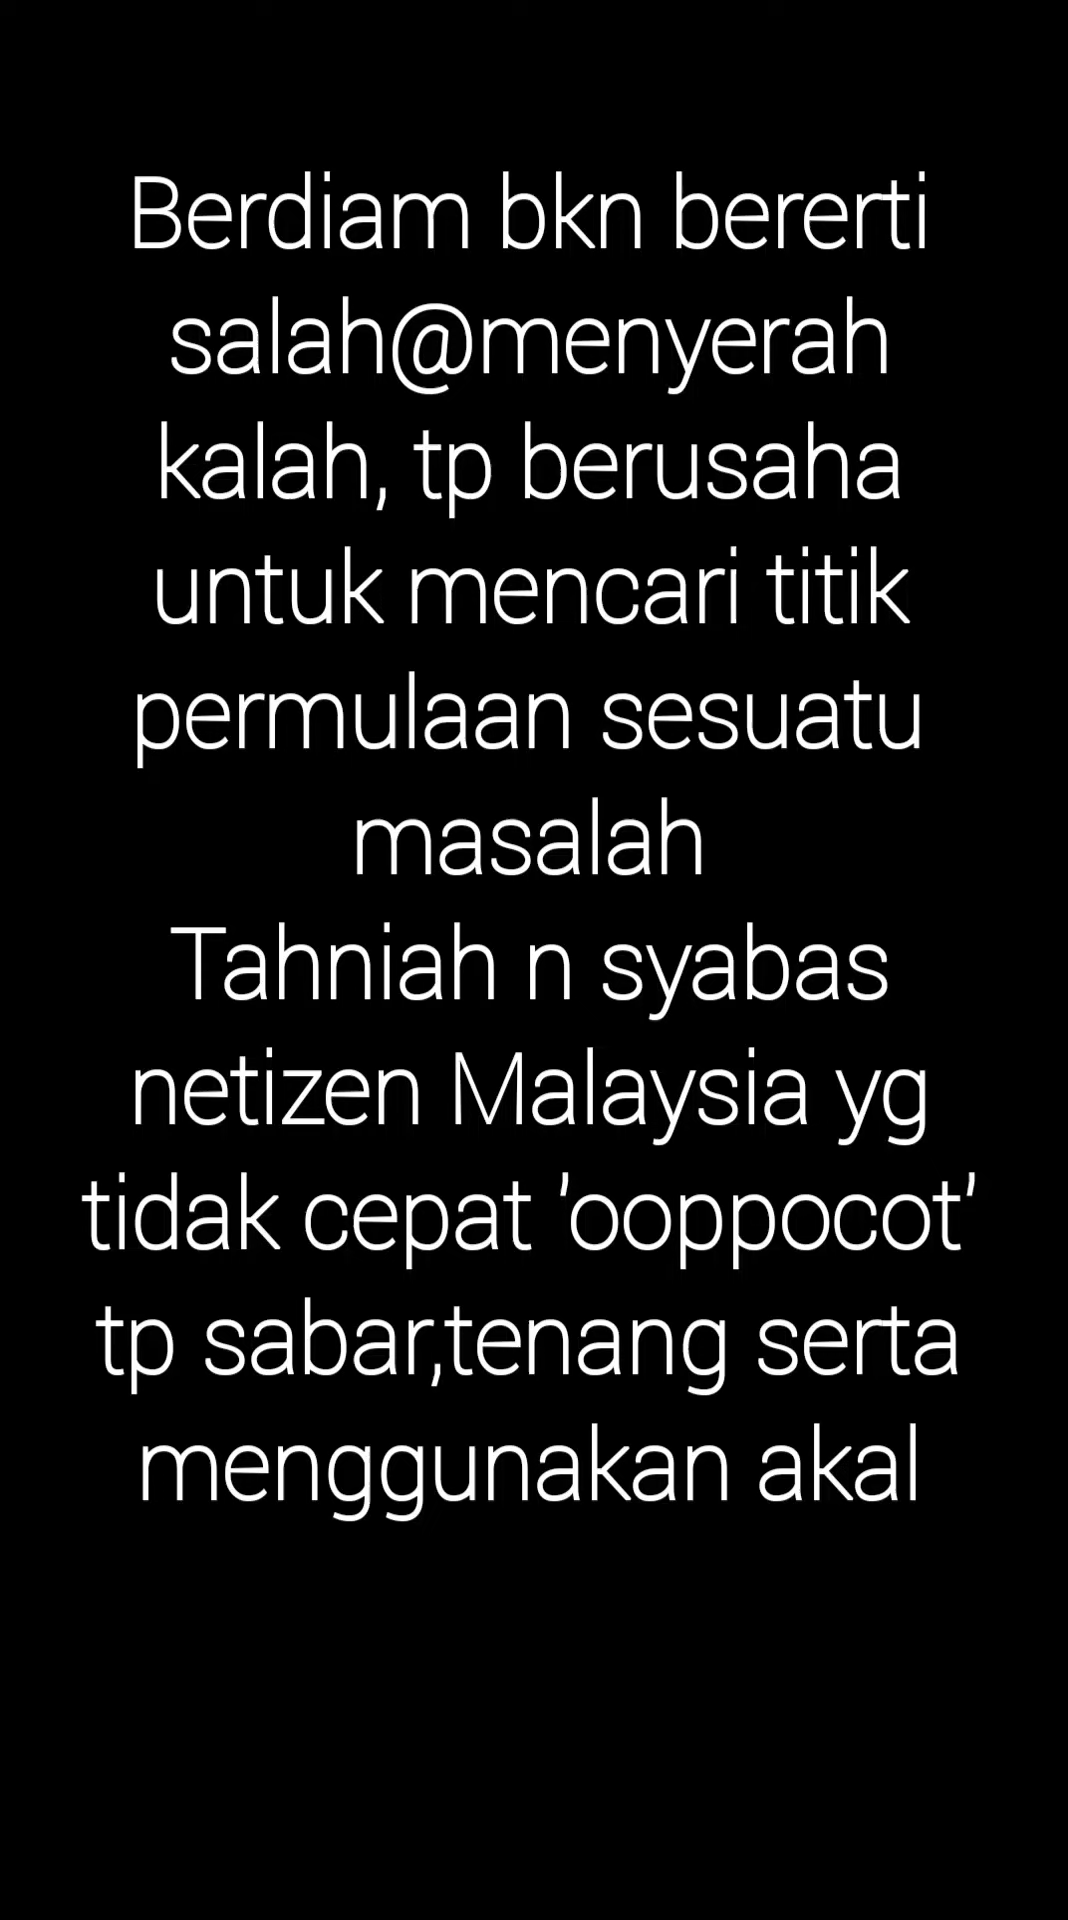 Berdiam bkn bererti
salah@menyerah
kalah, tp berusaha
untuk mencari titik
permulaan sesuatu
masalah
Tahniah n syabas
netizen Malaysia yg
tidak cepat 'ooppocot'
tp sabar,tenang serta
menggunakan akal